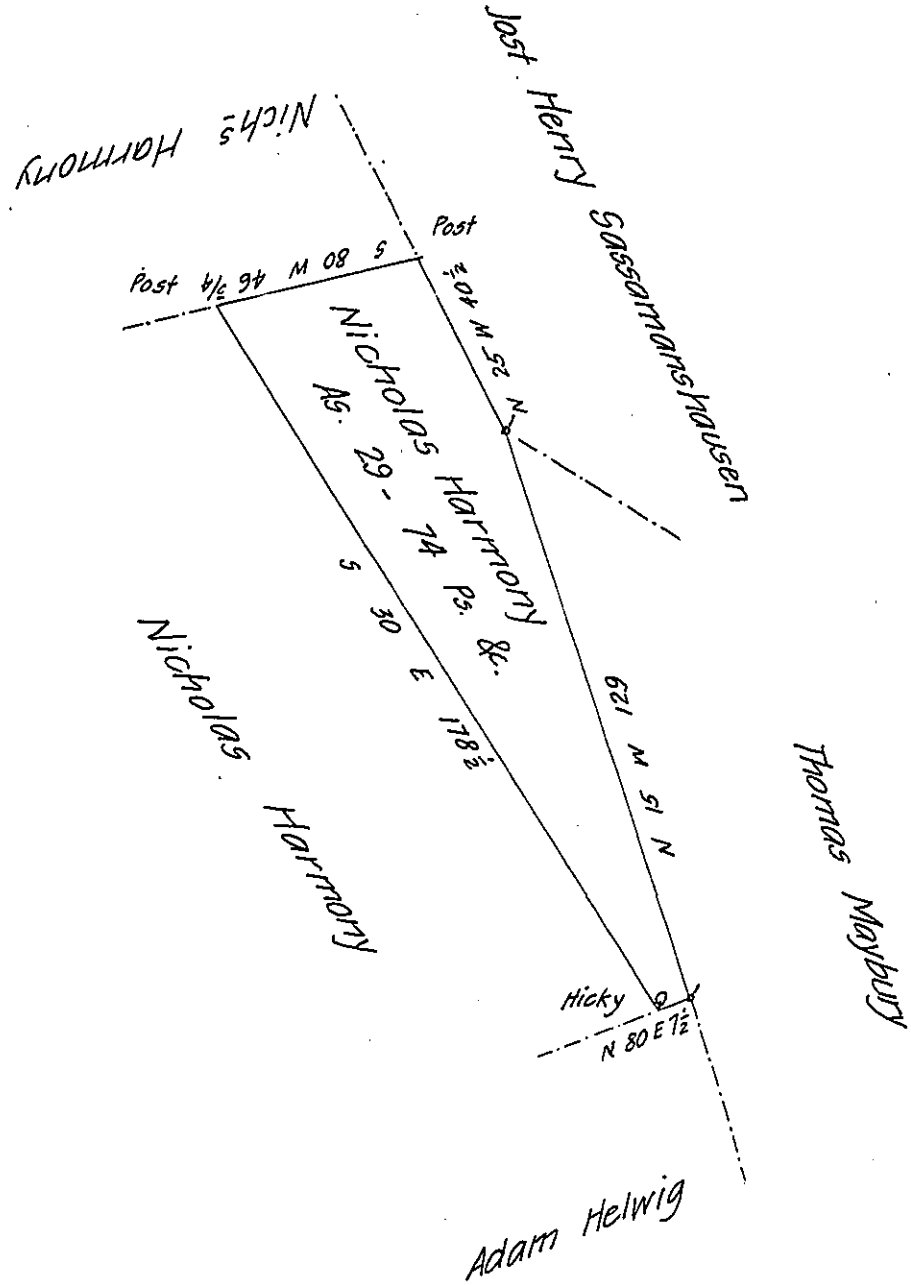 Jost Henry Sassamanshausen
Nichs Harmony
Post
Post
S 80 W 46 3/4
N 25 W 40 1/2
Nicholas Harmony
As. 29 - 74 Ps. &c.
S 30 E 178 1/2
N 15 W 129
Nicholas Harmony
Thomas Maybury
Hicky
N 80 E 7 1/2
Adam Helwig